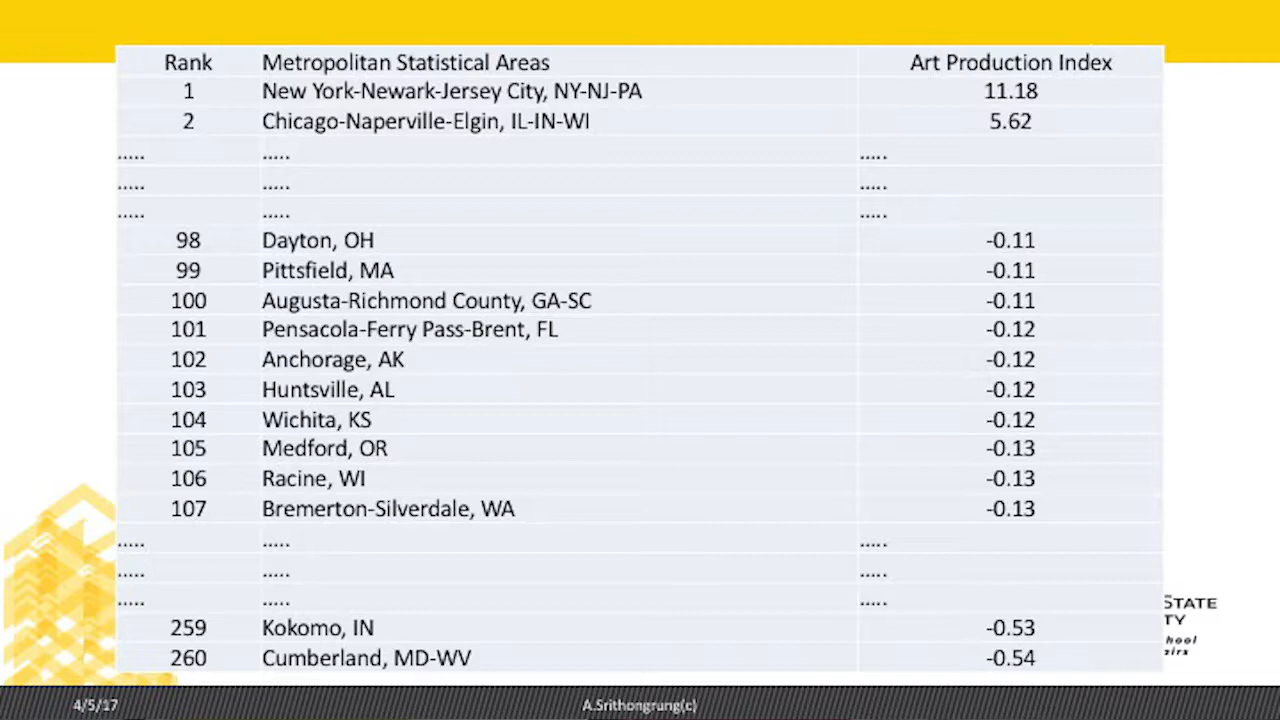 Rank Metropolitan Statistical Areas Art Production Index
1 New York-Newark-Jersey City, NY-NJ-PA 11.18
2 Chicago-Naperville-Elgin, IL-IN-WI 5.62
..... ..... .....
..... ..... .....
..... ..... .....
98 Dayton, OH -0.11
99 Pittsfield, MA -0.11
100 Augusta-Richmond County, GA-SC -0.11
101 Pensacola-Ferry Pass-Brent, FL -0.12
102 Anchorage, AK -0.12
103 Huntsville, AL -0.12
104 Wichita, KS -0.12
105 Medford, OR -0.13
106 Racine, WI -0.13
107 Bremerton-Silverdale, WA -0.13
..... ..... .....
..... ..... .....
..... ..... .....
259 Kokomo, IN -0.53
260 Cumberland, MD-WV -0.54
STATE
TY
hool
airs
4/5/17 A.Srithongrung(c)